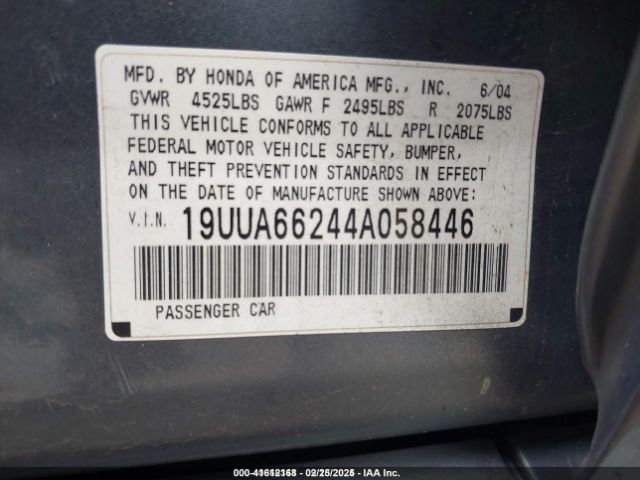 MFD. BY HONDA OF AMERICA MFG., INC. 6/04
GVWR 4525LBS GAWR F 2495LBS R 2075LBS
THIS VEHICLE CONFORMS TO ALL APPLICABLE
FEDERAL MOTOR VEHICLE SAFETY, BUMPER,
AND THEFT PREVENTION STANDARDS IN EFFECT
ON THE DATE OF MANUFACTURE SHOWN ABOVE:
V.I.N. 19UUA66244A058446
PASSENGER CAR
000-41612168 - 02/25/2025 - IAA Inc.